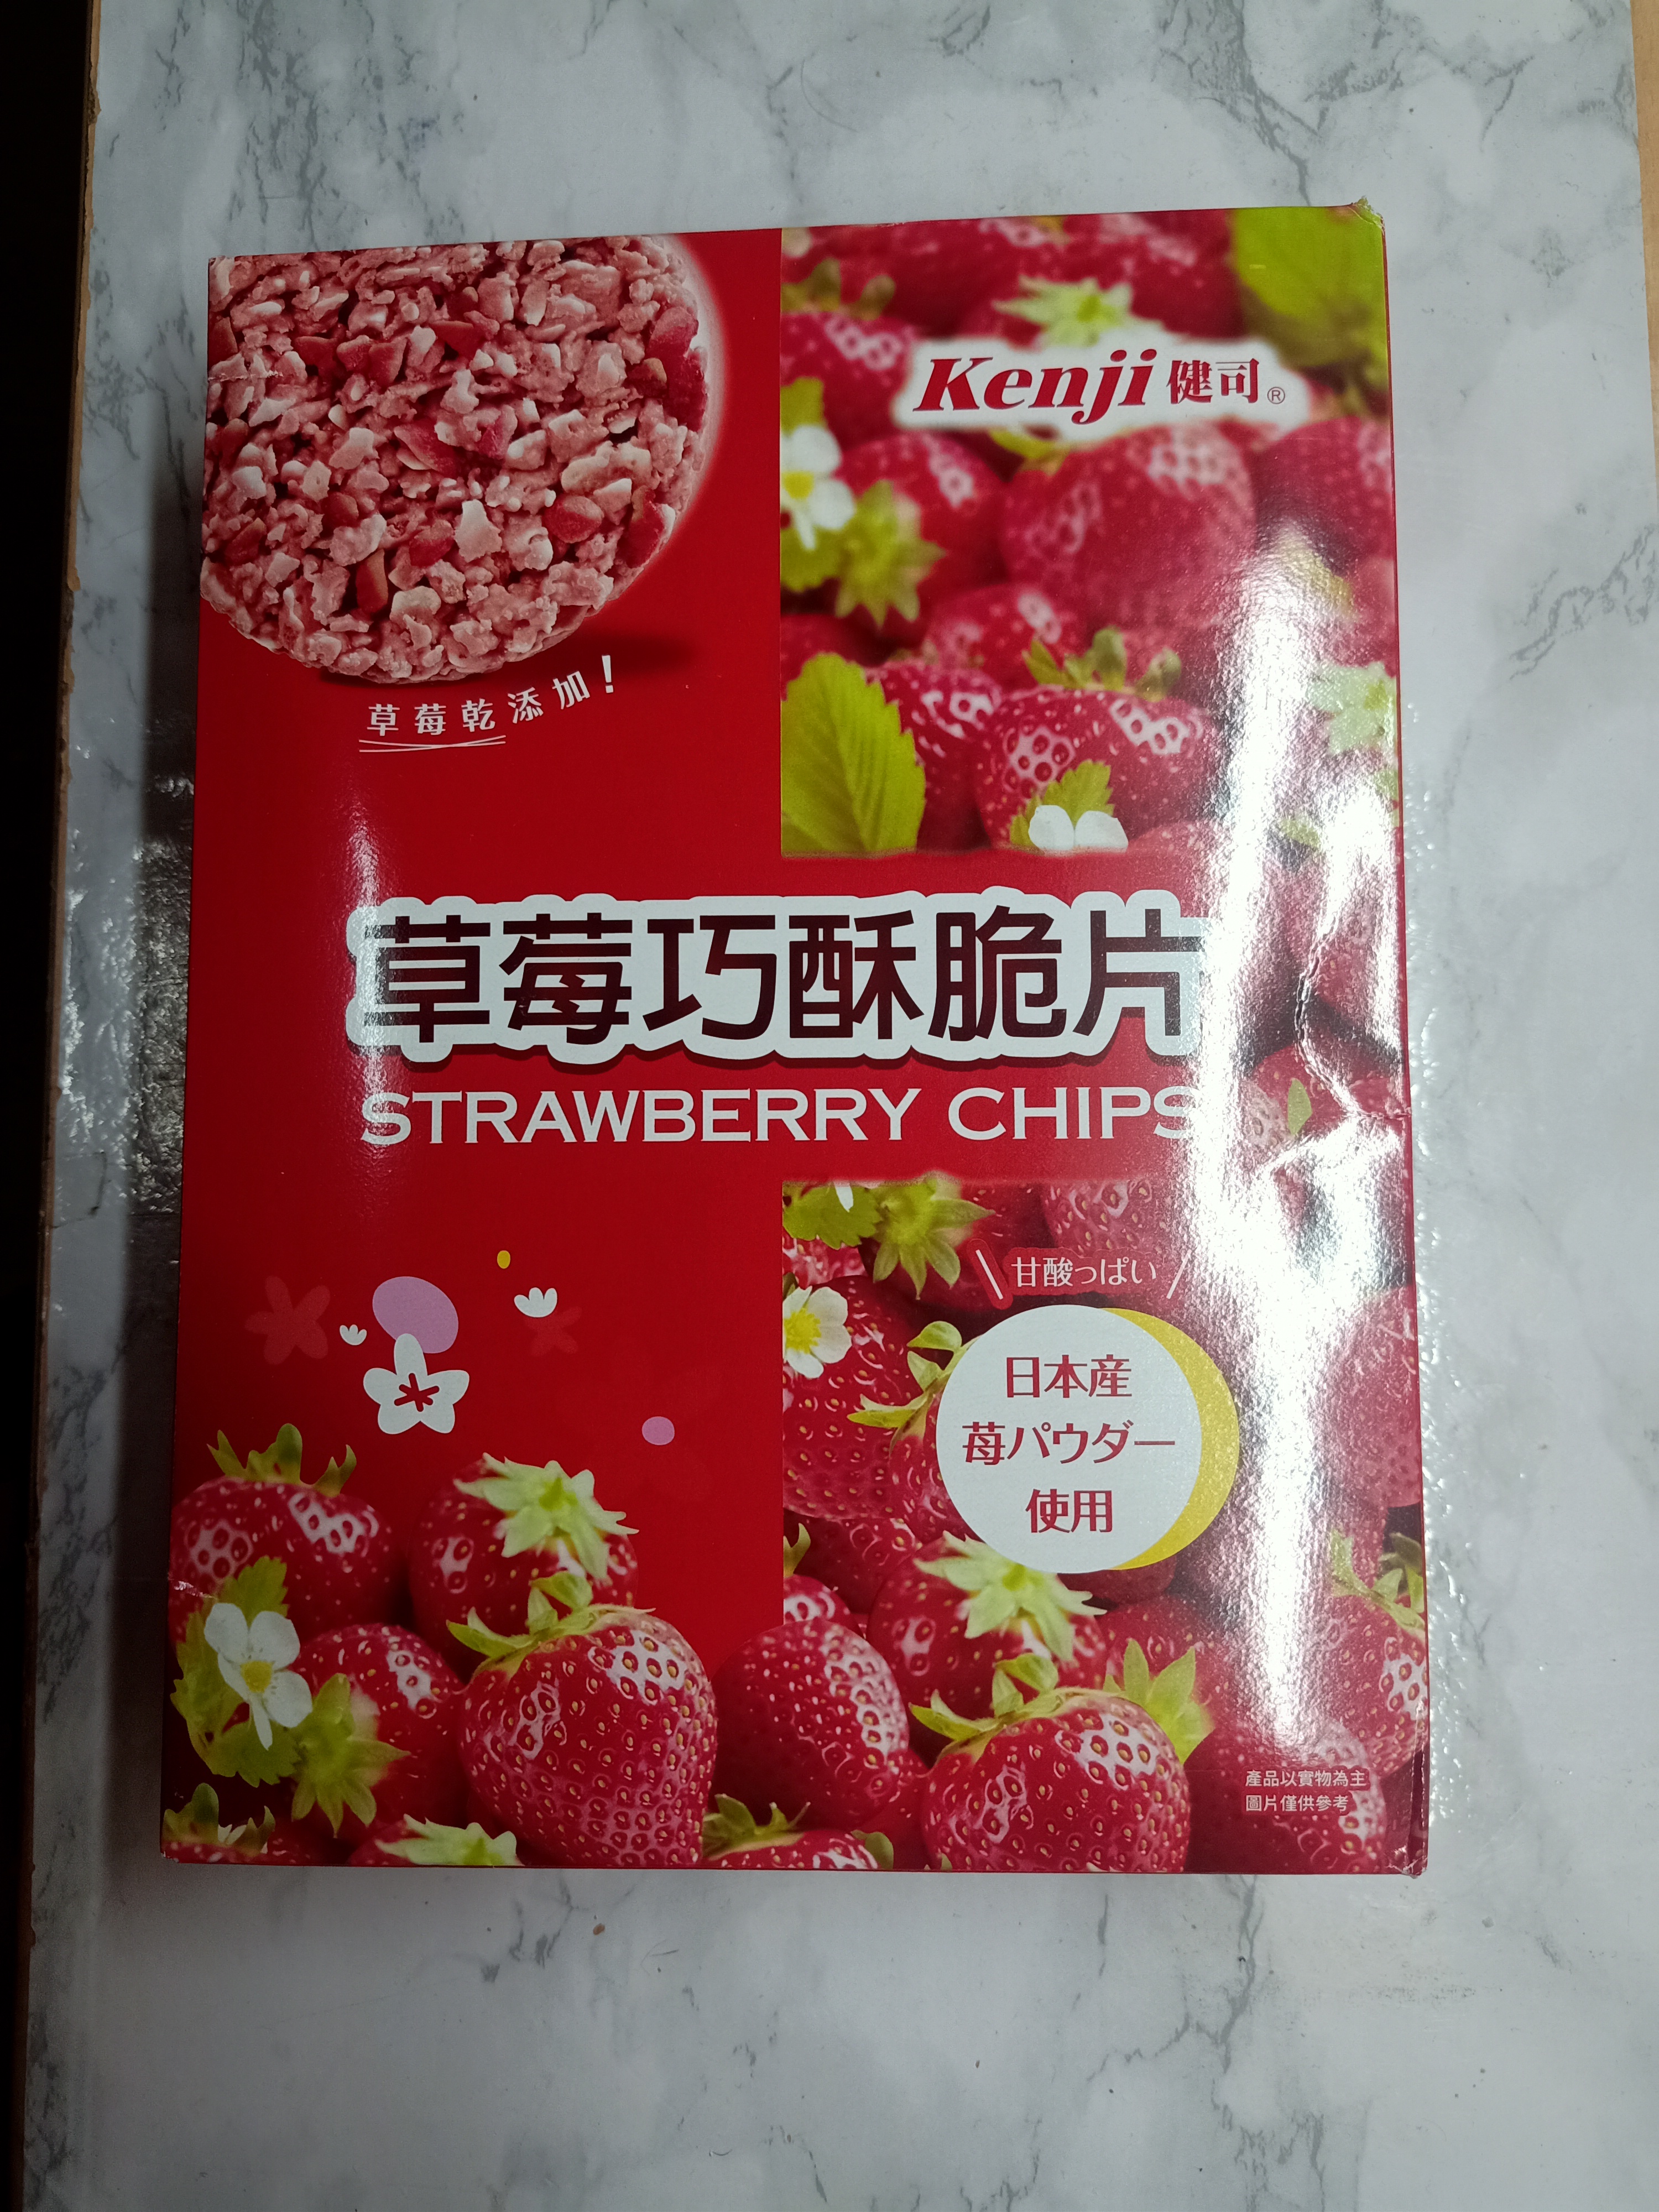 Kenji 健司®
草莓乾添加!
草莓巧酥脆片
STRAWBERRY CHIPS
甘酸っぱい
日本産
苺パウダー
使用
產品以實物為主
圖片僅供參考